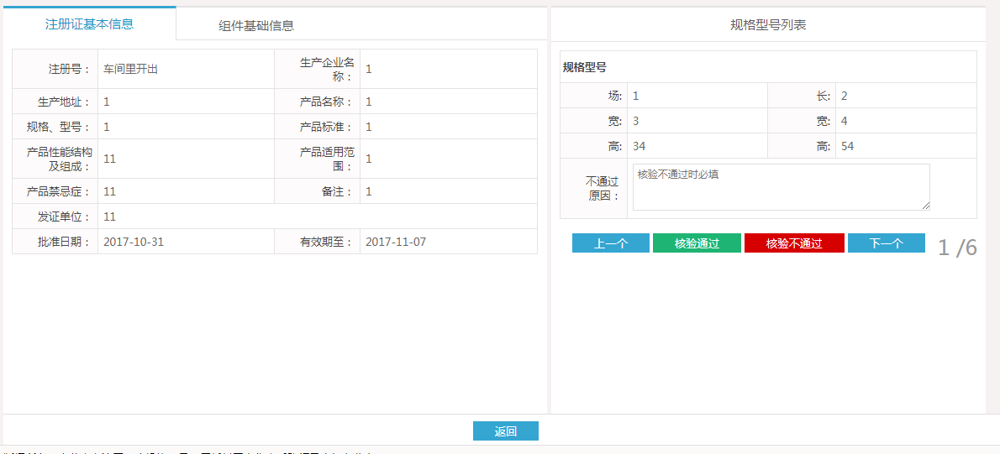 注册证基本信息 组件基础信息
注册号： 车间里开出 生产企业名称： 1
生产地址： 1 产品名称： 1
规格、型号： 1 产品标准： 1
产品性能结构及组成： 11 产品适用范围： 1
产品禁忌症： 11 备注： 1
发证单位： 11
批准日期： 2017-10-31 有效期至： 2017-11-07
规格型号列表
规格型号
场: 1 长: 2
宽: 3 宽: 4
高: 34 高: 54
不通过原因： 核验不通过时必填
上一个 核验通过 核验不通过 下一个 1 /6
返回